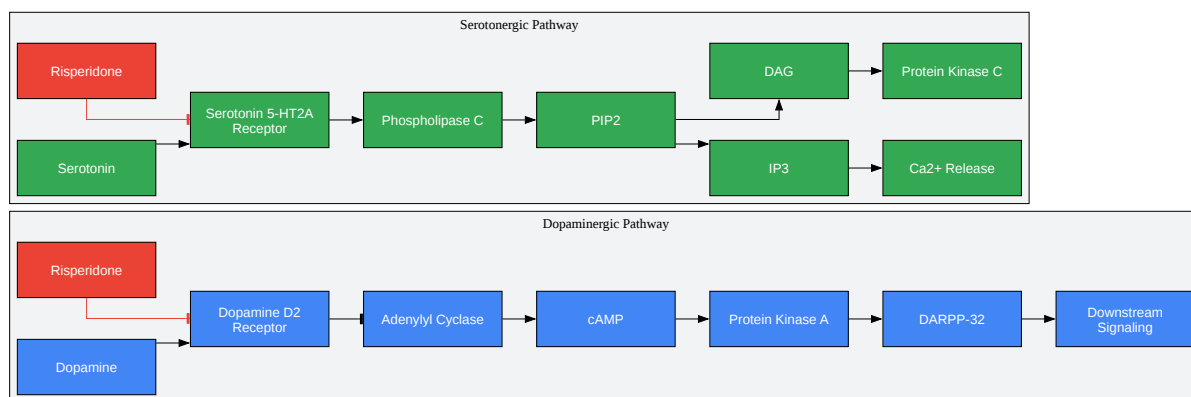 Serotonergic Pathway
Risperidone
DAG
Protein Kinase C
Serotonin 5-HT2A
Receptor
Phospholipase C
PIP2
Serotonin
IP3
Ca2+ Release
Dopaminergic Pathway
Risperidone
Dopamine D2
Receptor
Adenylyl Cyclase
cAMP
Protein Kinase A
DARPP-32
Downstream
Signaling
Dopamine